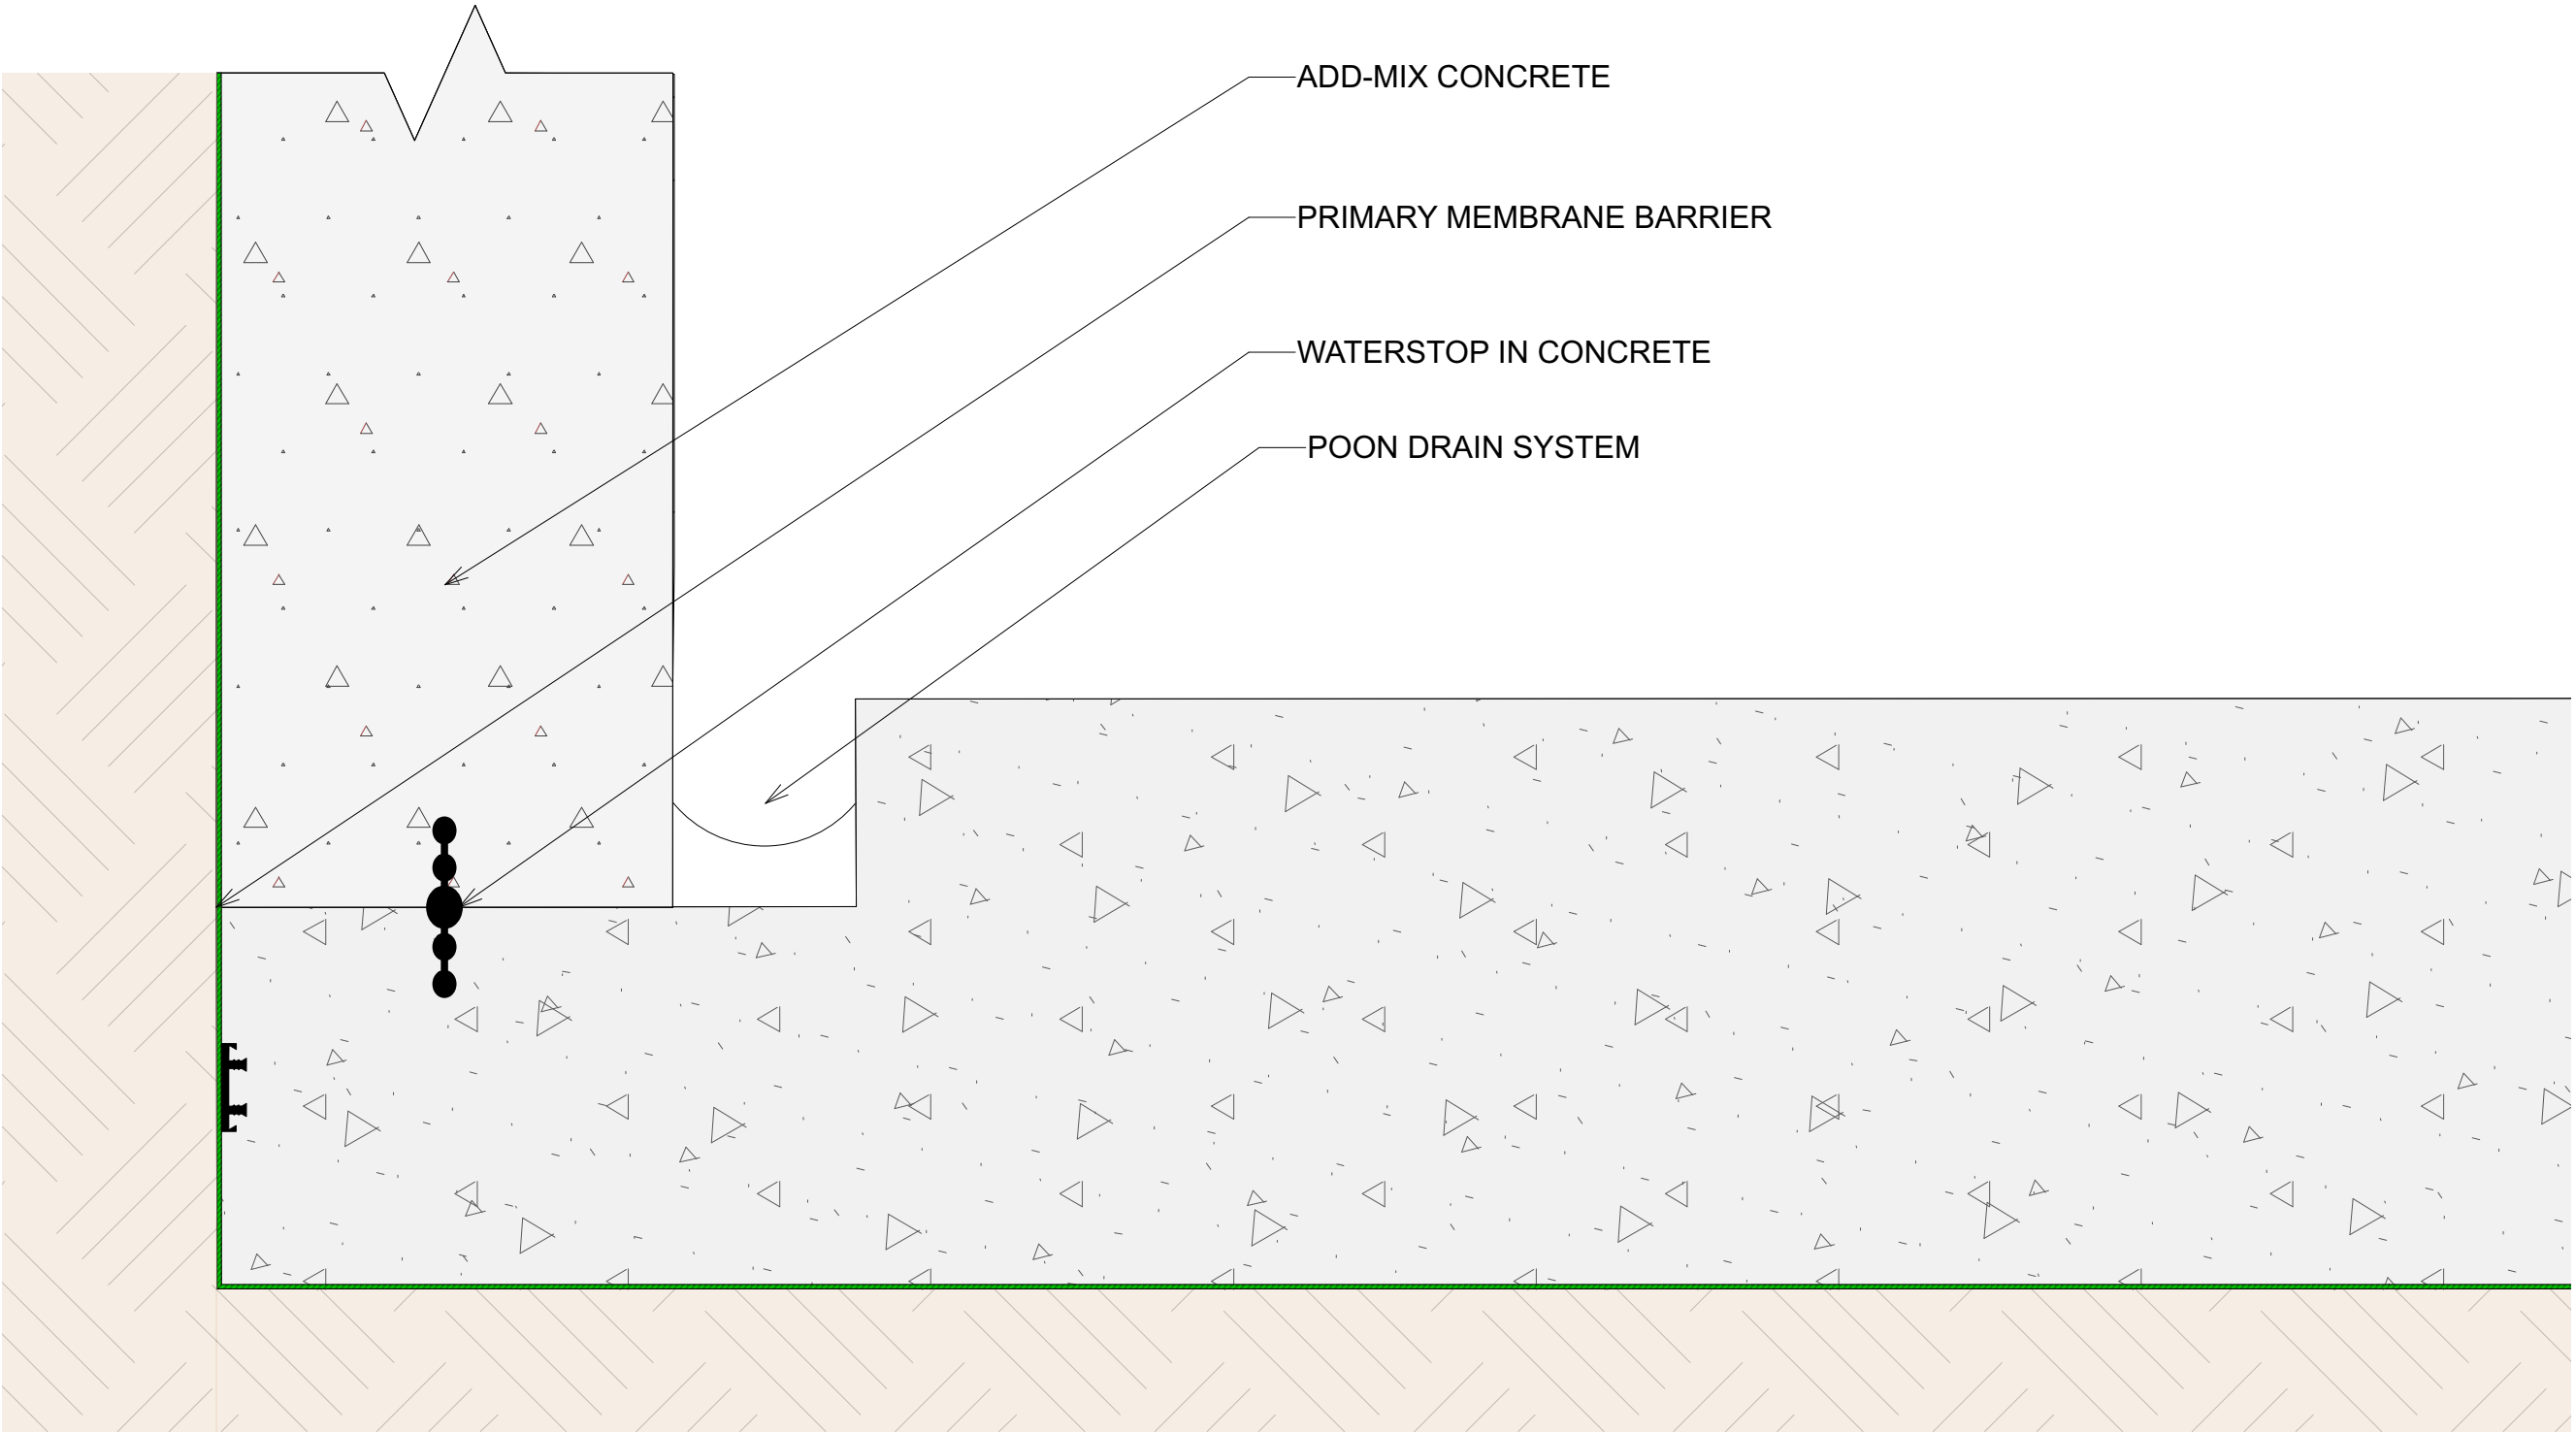 ADD-MIX CONCRETE
PRIMARY MEMBRANE BARRIER
WATERSTOP IN CONCRETE
POON DRAIN SYSTEM